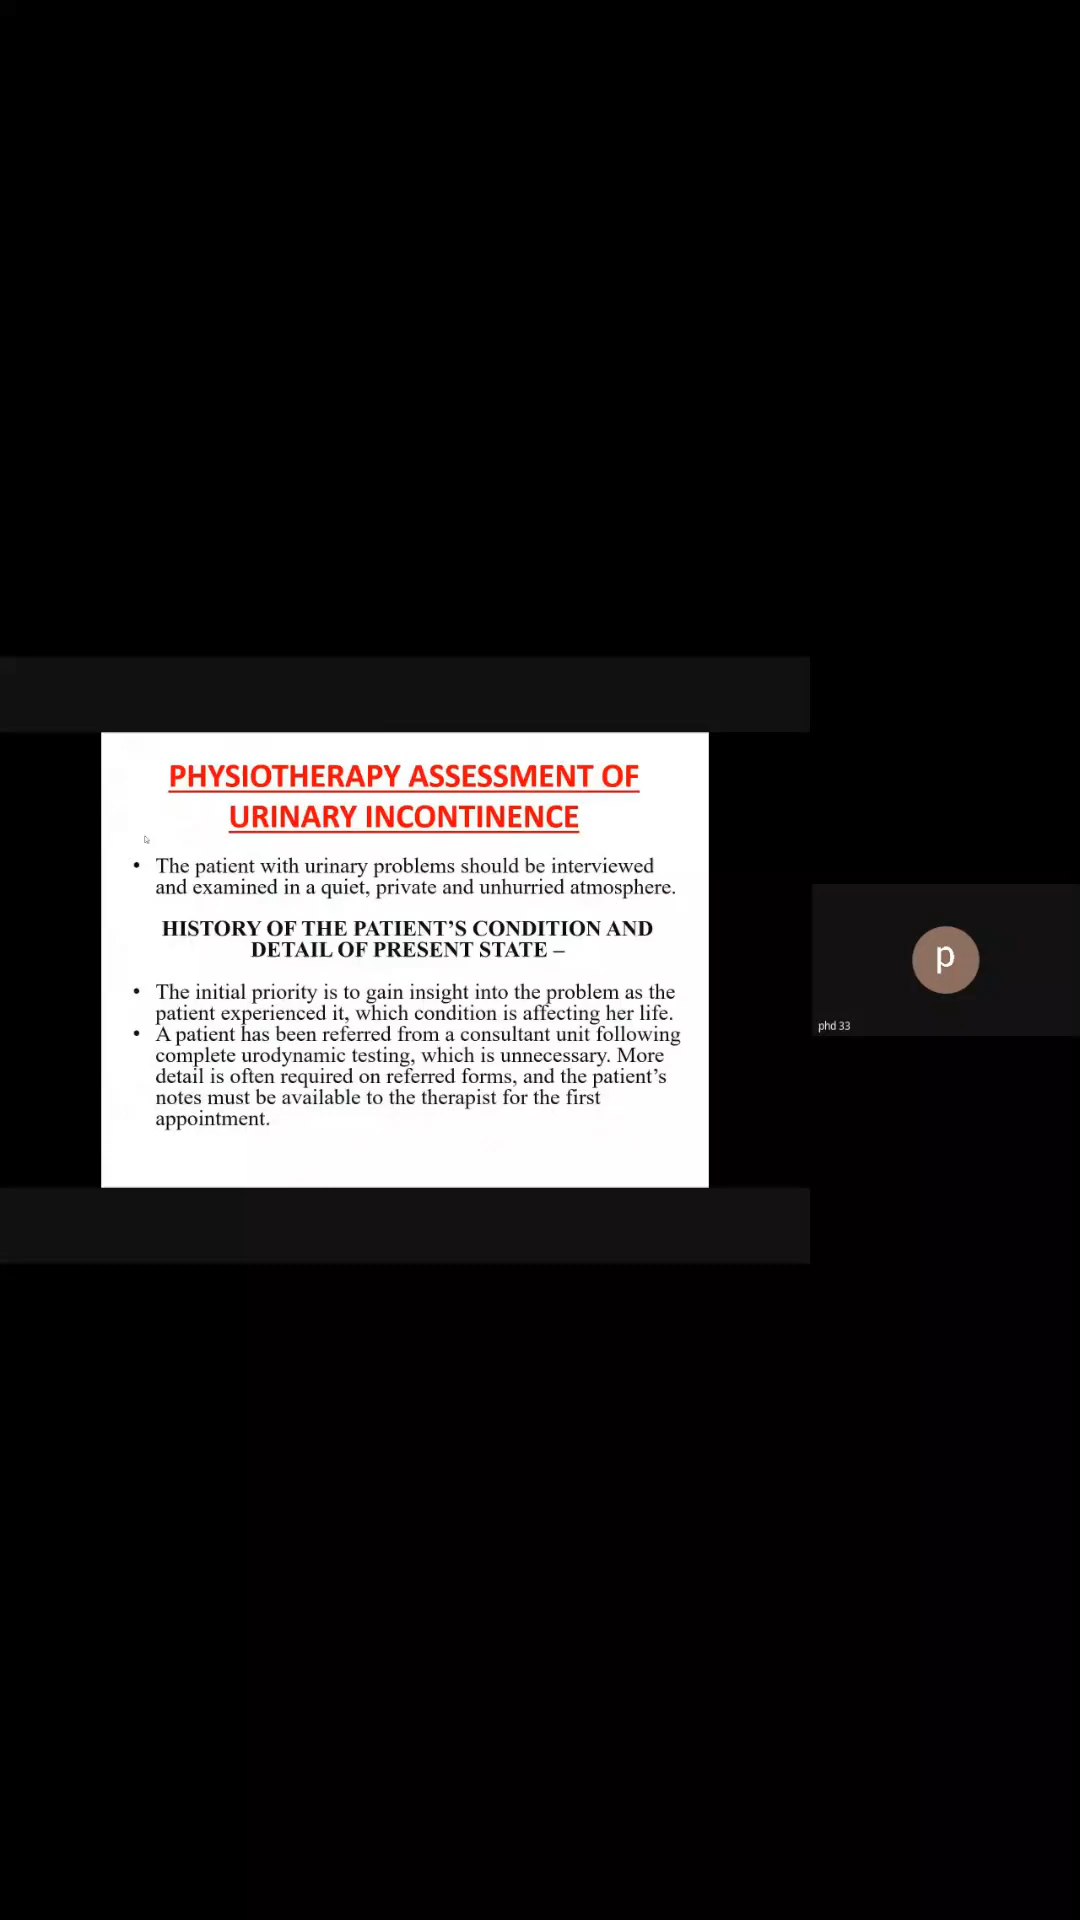 PHYSIOTHERAPY ASSESSMENT OF
URINARY INCONTINENCE
• The patient with urinary problems should be interviewed
and examined in a quiet, private and unhurried atmosphere.
HISTORY OF THE PATIENT’S CONDITION AND
DETAIL OF PRESENT STATE –
• The initial priority is to gain insight into the problem as the
patient experienced it, which condition is affecting her life.
• A patient has been referred from a consultant unit following
complete urodynamic testing, which is unnecessary. More
detail is often required on referred forms, and the patient’s
notes must be available to the therapist for the first
appointment.
p
phd 33